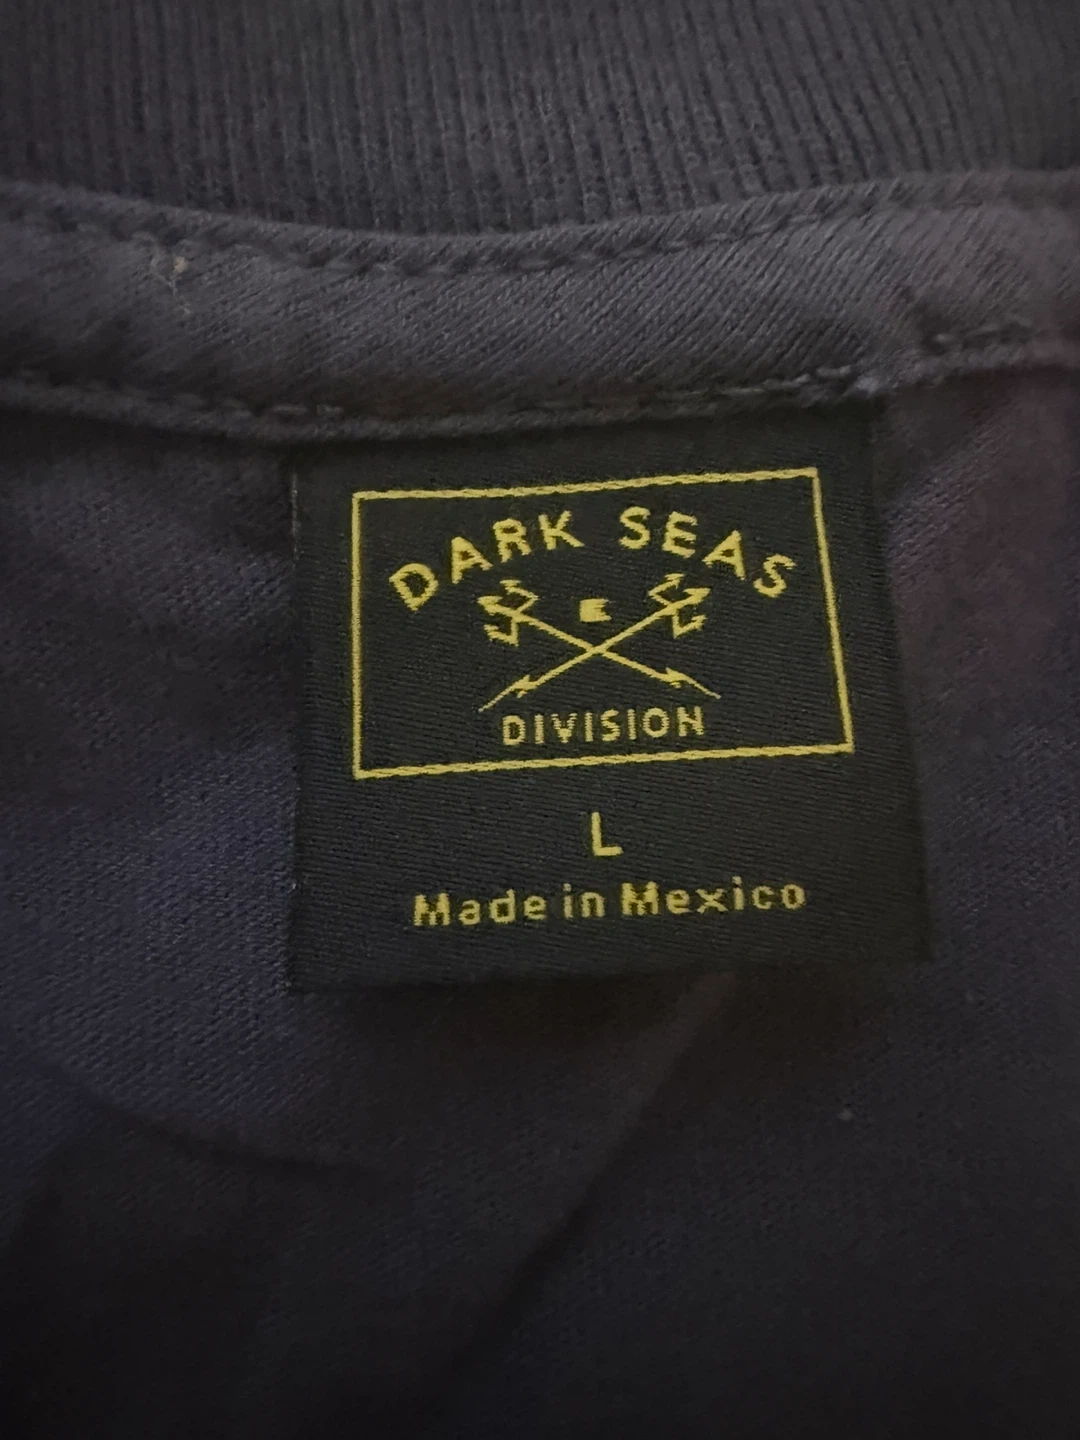 DARK SEAS
E
DIVISION
L
Made in Mexico